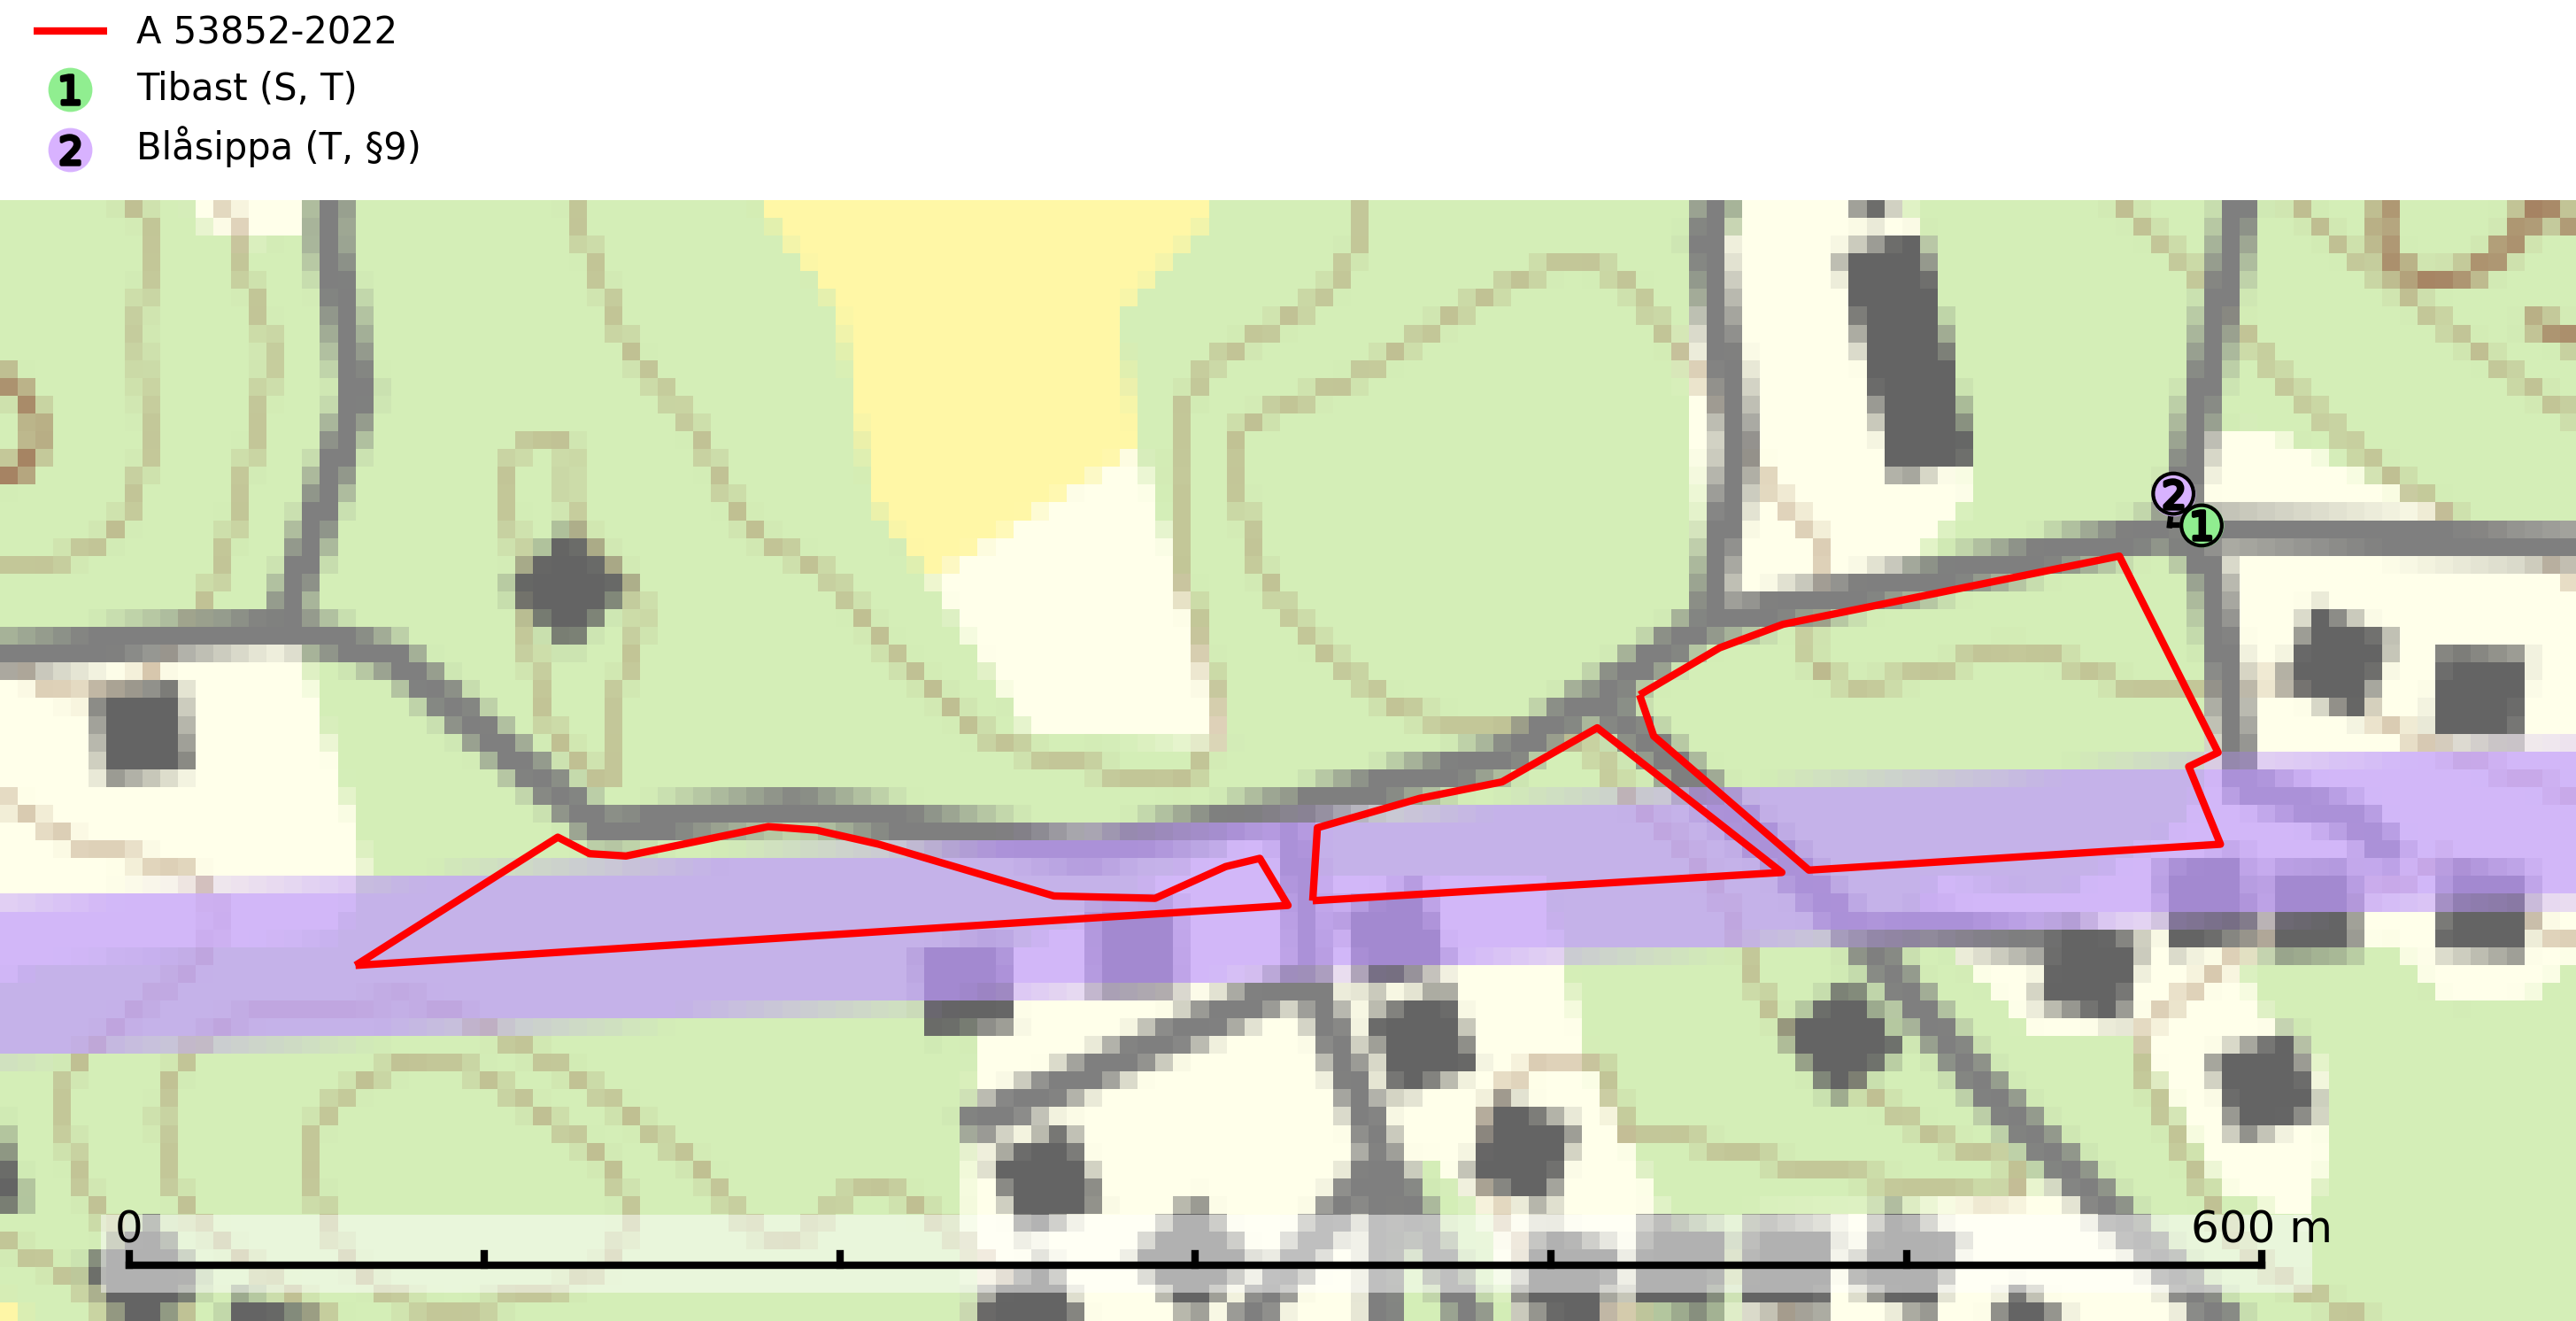 A 53852-2022
1 Tibast (S, T)
2 Blåsippa (T, §9)
2
1
0 600 m